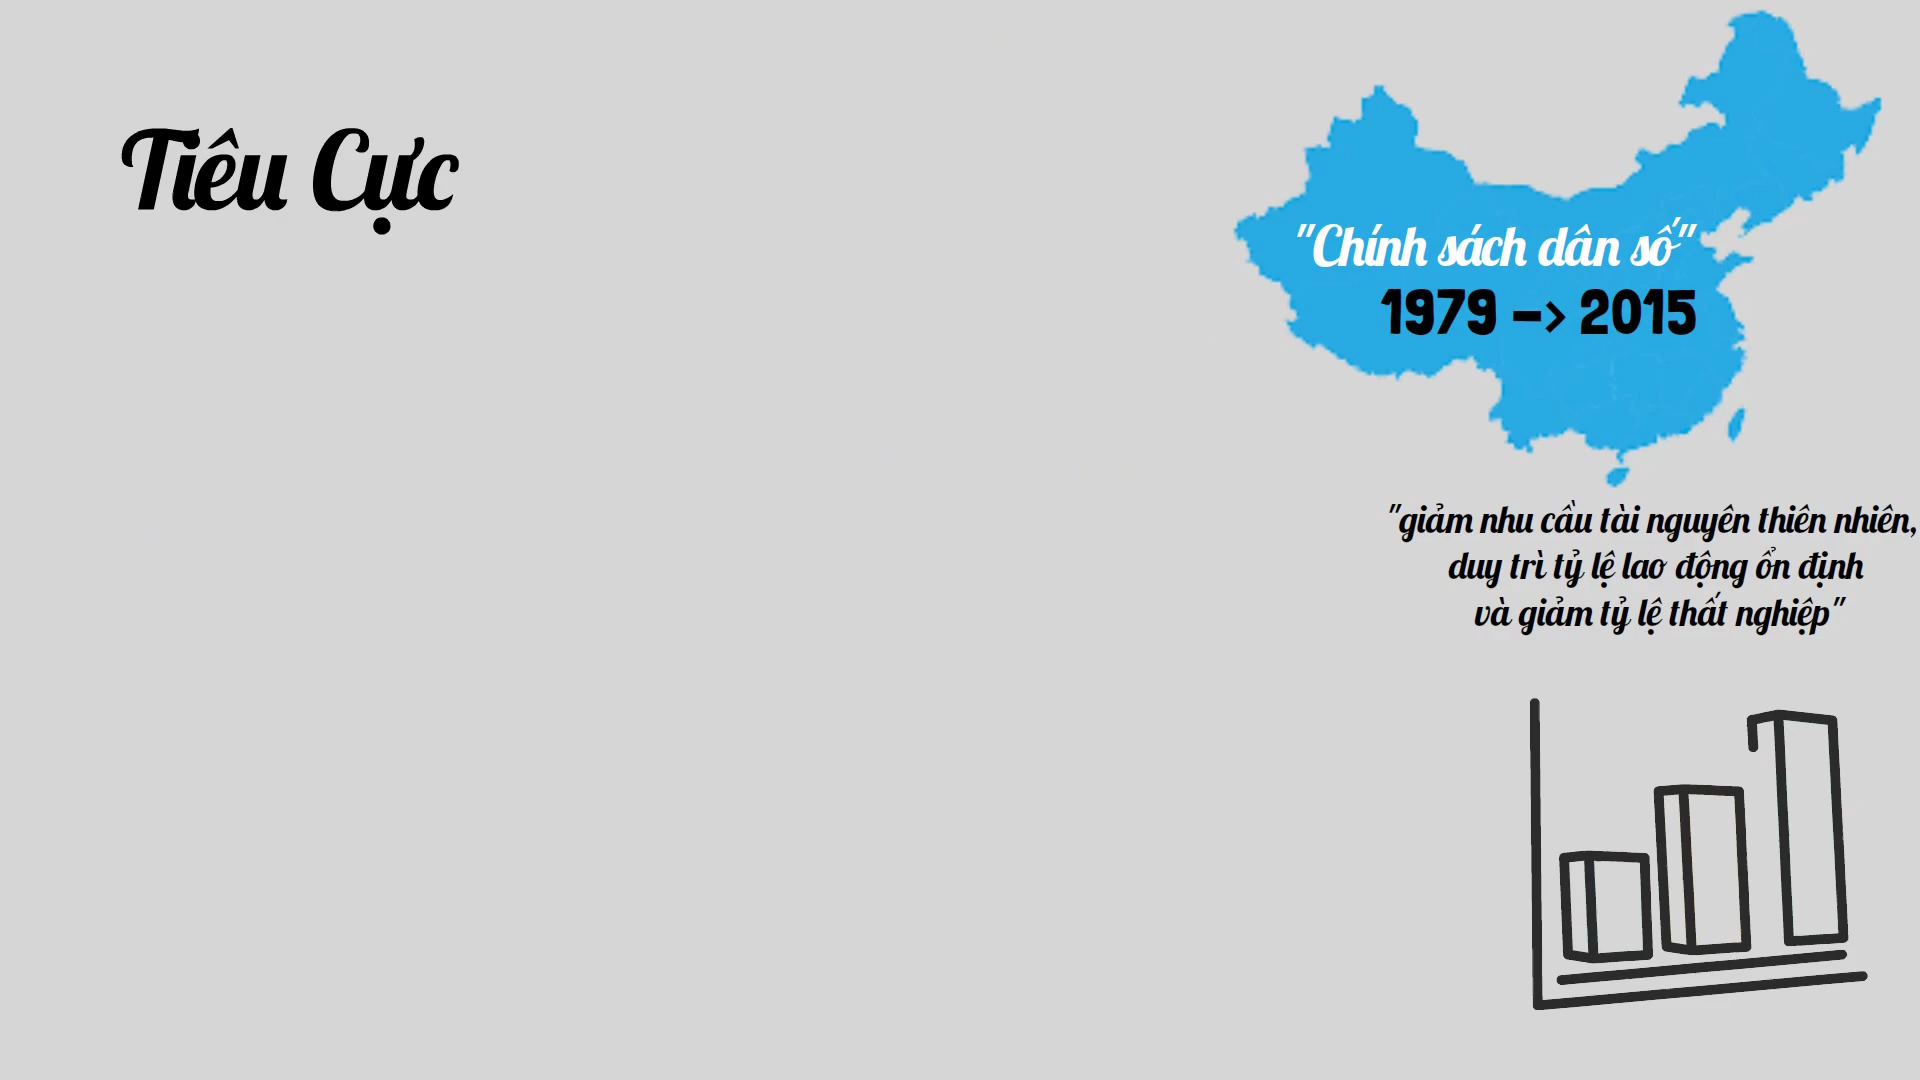 Tiêu Cực
"Chính sách dân số"
1979 -> 2015
"giảm nhu cầu tài nguyên thiên nhiên,
duy trì tỷ lệ lao động ổn định
và giảm tỷ lệ thất nghiệp"